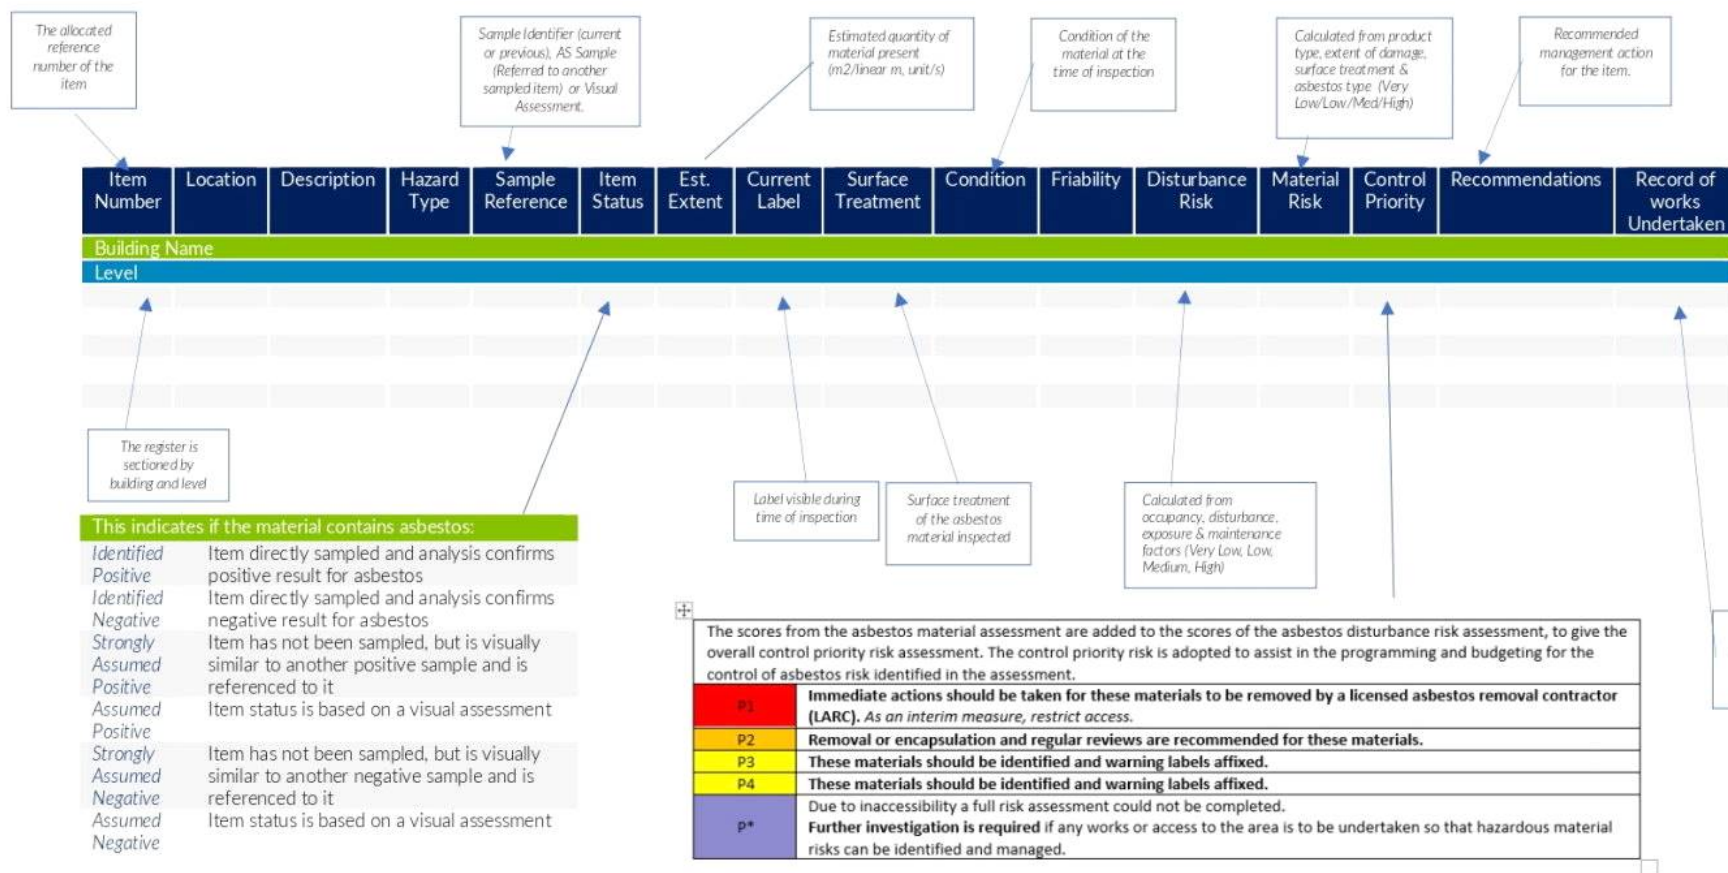 The allocated
reference
number of the
item
Sample Identifier (current
or previous), AS Sample
(Referred to another
sampled item) or Visual
Assessment.
Estimated quantity of
material present
(m2/linear m, unit/s)
Condition of the
material at the
time of inspection
Calculated from product
type, extent of damage,
surface treatment &
asbestos type (Very
Low/Low/Med/High)
Recommended
management action
for the item.
Item Number
Location
Description
Hazard Type
Sample Reference
Item Status
Est. Extent
Current Label
Surface Treatment
Condition
Friability
Disturbance Risk
Material Risk
Control Priority
Recommendations
Record of works Undertaken
Building Name
Level
The register is
sectioned by
building and level
Label visible during
time of inspection
Surface treatment
of the asbestos
material inspected
Calculated from
occupancy, disturbance,
exposure & maintenance
factors (Very Low, Low,
Medium, High)
This indicates if the material contains asbestos:
Identified Item directly sampled and analysis confirms
Positive positive result for asbestos
Identified Item directly sampled and analysis confirms
Negative negative result for asbestos
Strongly Item has not been sampled, but is visually
Assumed similar to another positive sample and is
Positive referenced to it
Assumed Item status is based on a visual assessment
Positive
Strongly Item has not been sampled, but is visually
Assumed similar to another negative sample and is
Negative referenced to it
Assumed Item status is based on a visual assessment
Negative
The scores from the asbestos material assessment are added to the scores of the asbestos disturbance risk assessment, to give the
overall control priority risk assessment. The control priority risk is adopted to assist in the programming and budgeting for the
control of asbestos risk identified in the assessment.
P1 Immediate actions should be taken for these materials to be removed by a licensed asbestos removal contractor
(LARC). As an interim measure, restrict access.
P2 Removal or encapsulation and regular reviews are recommended for these materials.
P3 These materials should be identified and warning labels affixed.
P4 These materials should be identified and warning labels affixed.
Due to inaccessibility a full risk assessment could not be completed.
P* Further investigation is required if any works or access to the area is to be undertaken so that hazardous material
risks can be identified and managed.